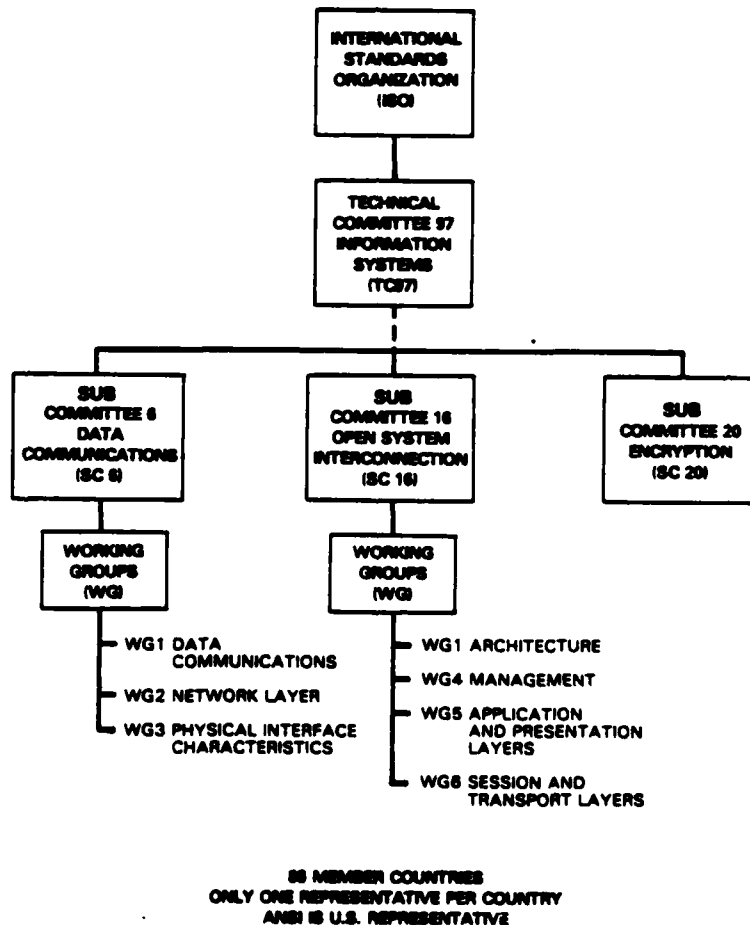 INTERNATIONAL
STANDARDS
ORGANIZATION
(ISO)
TECHNICAL
COMMITTEE 97
INFORMATION
SYSTEMS
(TC97)
SUB
COMMITTEE 6
DATA
COMMUNICATIONS
(SC 6)
SUB
COMMITTEE 16
OPEN SYSTEM
INTERCONNECTION
(SC 16)
SUB
COMMITTEE 20
ENCRYPTION
(SC 20)
WORKING
GROUPS
(WG)
WG1 DATA
COMMUNICATIONS
WG2 NETWORK LAYER
WG3 PHYSICAL INTERFACE
CHARACTERISTICS
WORKING
GROUPS
(WG)
WG1 ARCHITECTURE
WG4 MANAGEMENT
WG5 APPLICATION
AND PRESENTATION
LAYERS
WG6 SESSION AND
TRANSPORT LAYERS
MEMBER COUNTRIES
ONLY ONE REPRESENTATIVE PER COUNTRY
ANSI IS U.S. REPRESENTATIVE